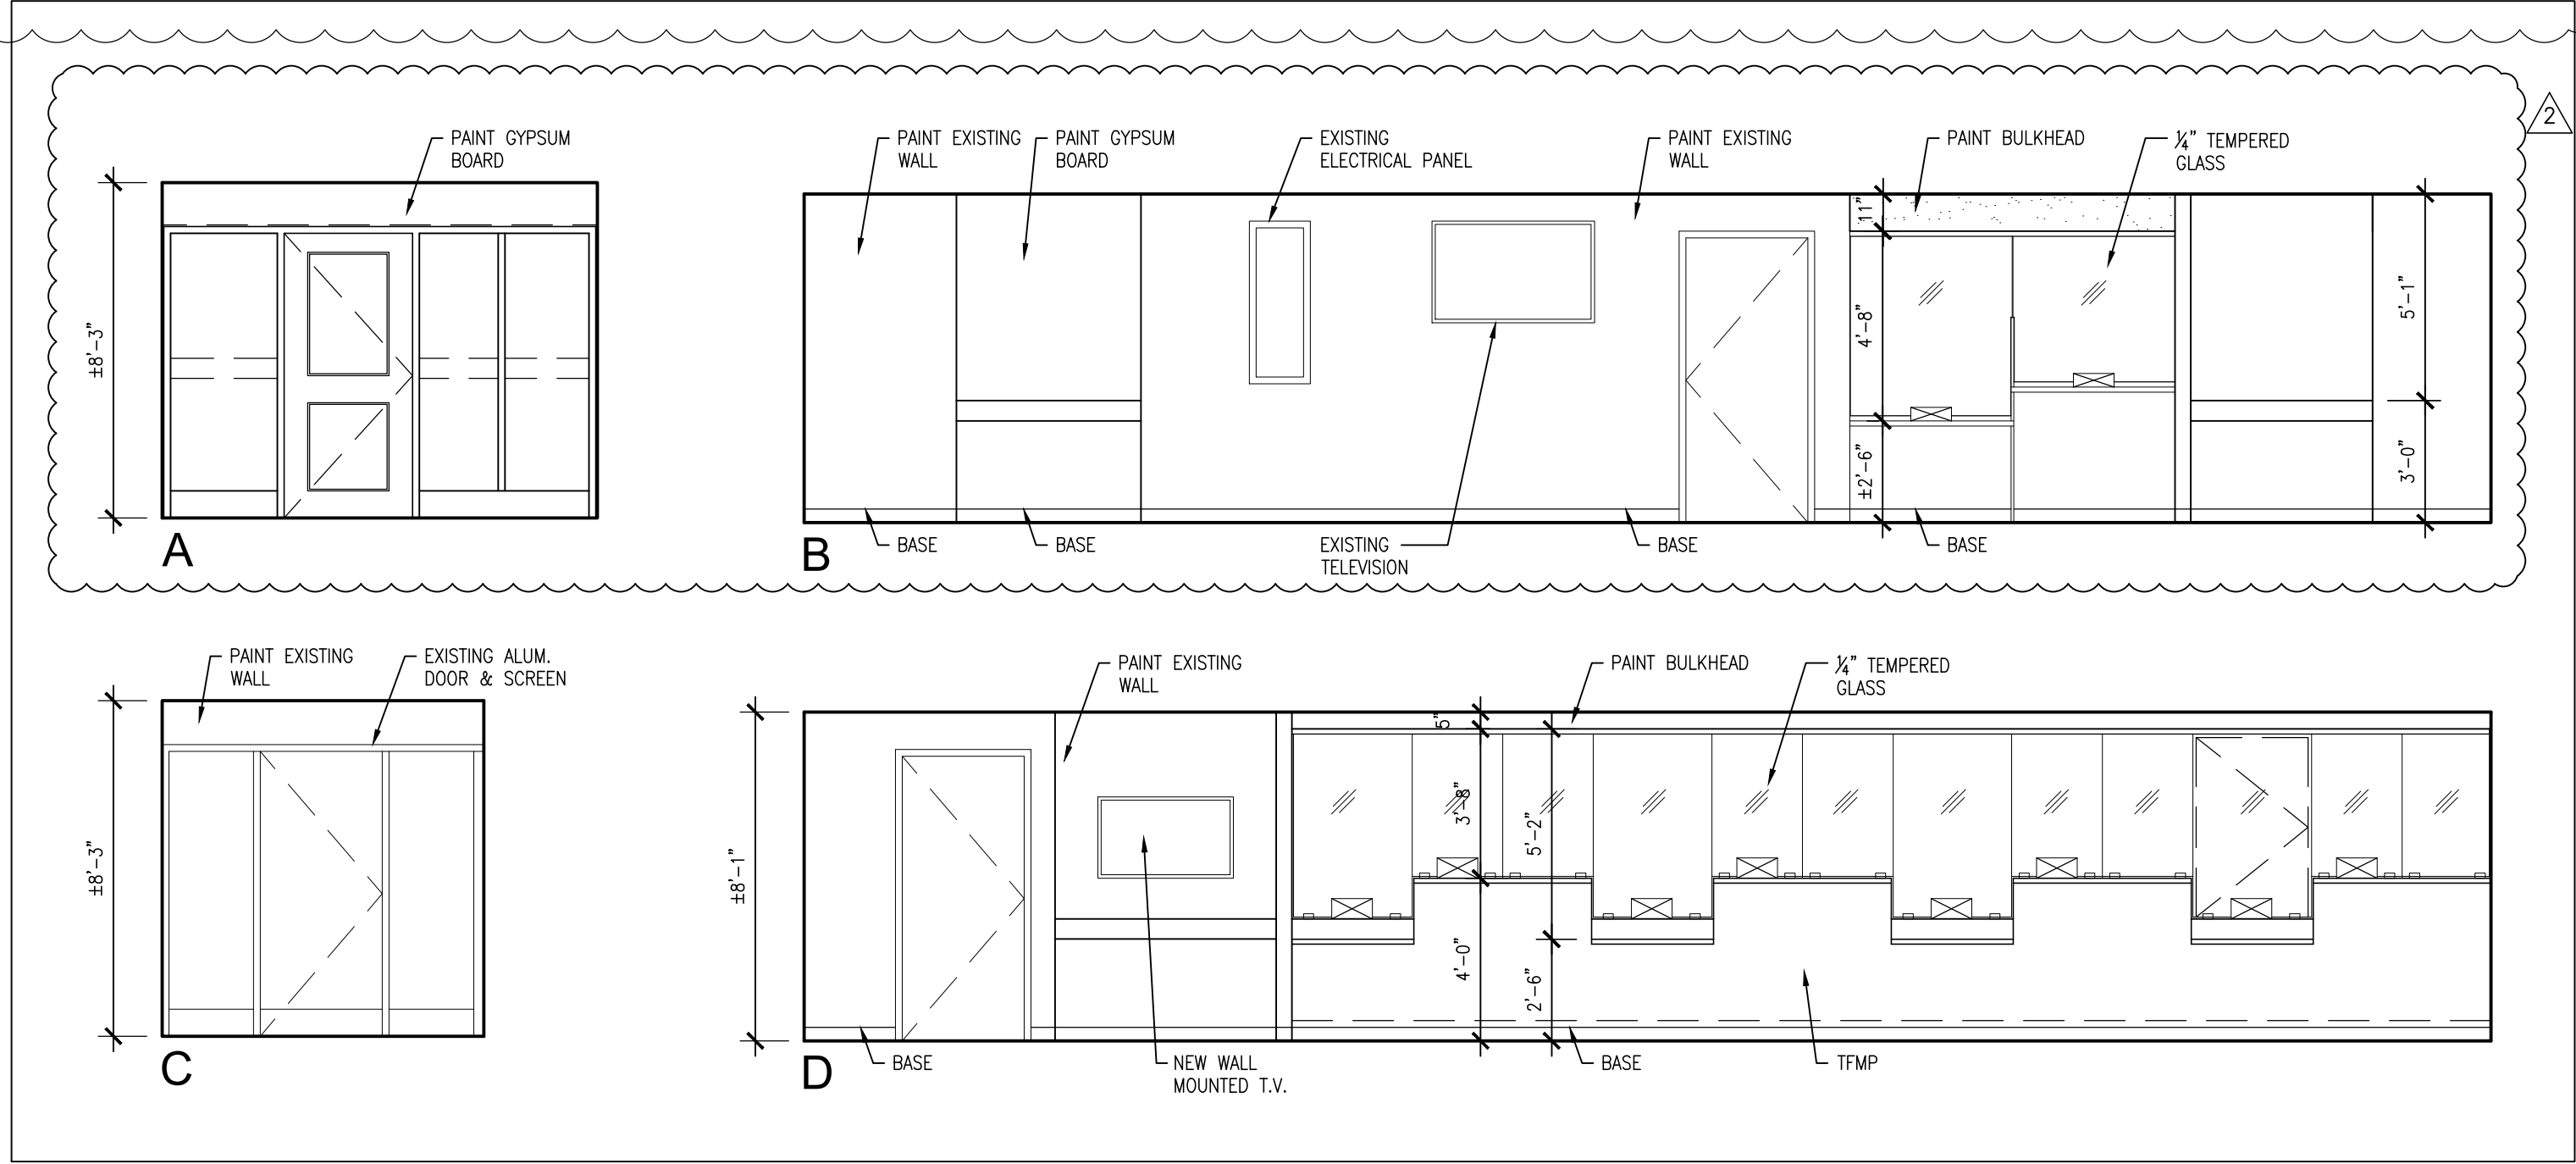 2
PAINT GYPSUM
BOARD
±8'-3"
A
PAINT EXISTING
WALL
PAINT GYPSUM
BOARD
EXISTING
ELECTRICAL PANEL
PAINT EXISTING
WALL
PAINT BULKHEAD
¼" TEMPERED
GLASS
11"
4'-8"
±2'-6"
5'-1"
3'-0"
B
BASE
BASE
EXISTING
TELEVISION
BASE
BASE
PAINT EXISTING
WALL
EXISTING ALUM.
DOOR & SCREEN
±8'-3"
C
PAINT EXISTING
WALL
PAINT BULKHEAD
¼" TEMPERED
GLASS
±8'-1"
5"
3'-8"
5'-2"
4'-0"
2'-6"
D
BASE
NEW WALL
MOUNTED T.V.
BASE
TFMP